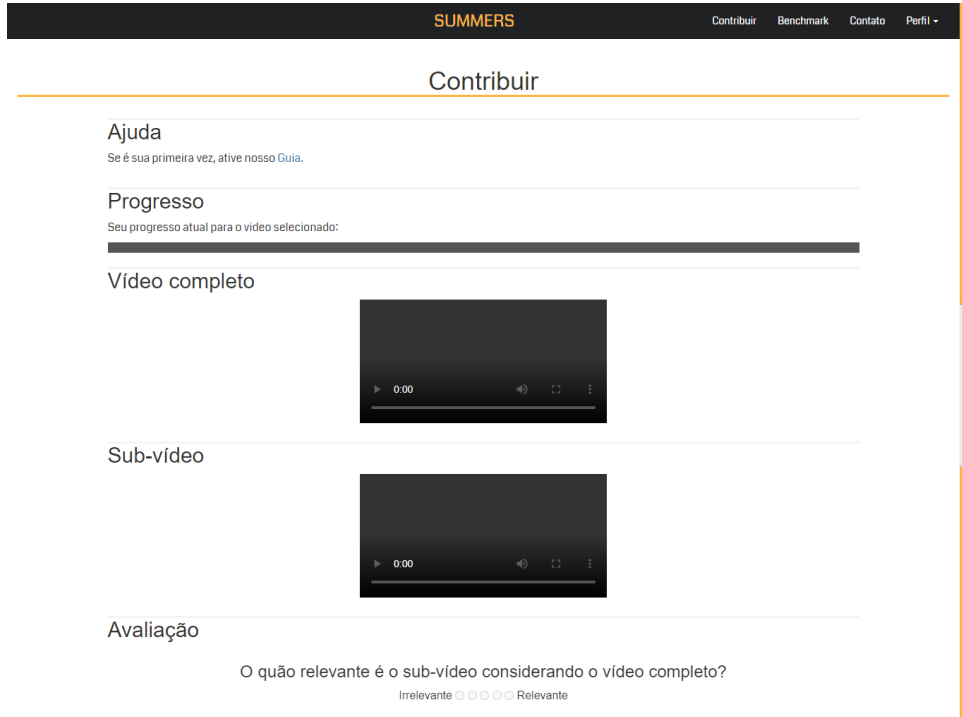 SUMMERS
Contribuir Benchmark Contato Perfil
Contribuir
Ajuda
Se é sua primeira vez, ative nosso Guia.
Progresso
Seu progresso atual para o video selecionado:
Vídeo completo
0:00
Sub-vídeo
0:00
Avaliação
O quão relevante é o sub-vídeo considerando o vídeo completo?
Irrelevante Relevante